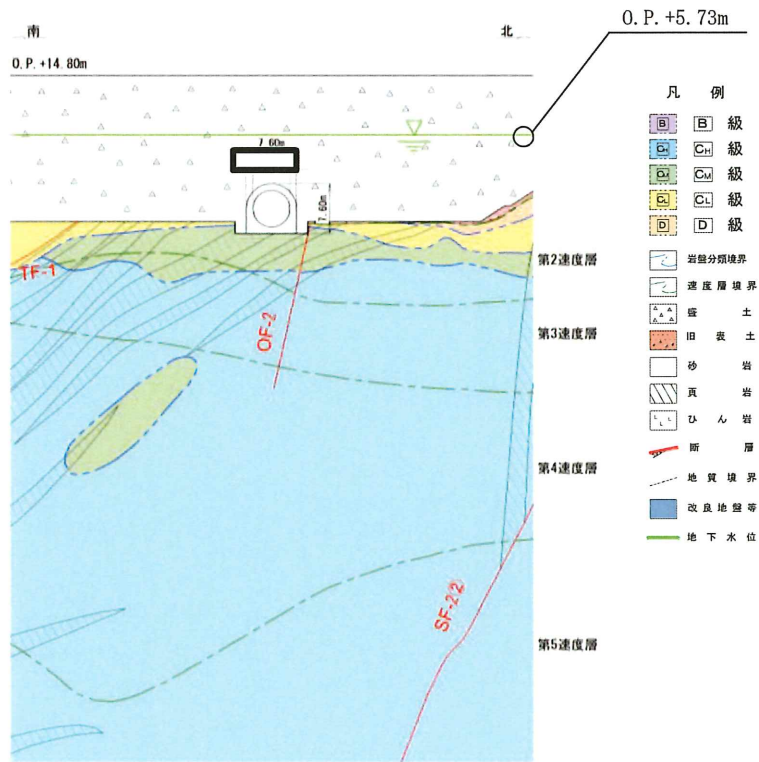 O.P.+5.73m
南
北
O.P.+14.80m
7.60m
7.60m
TF-1
OF-2
SF-22
第2速度層
第3速度層
第4速度層
第5速度層
凡 例
B B 級
CH CH 級
CM CM 級
CL CL 級
D D 級
岩盤分類境界
速度層境界
盛土
旧表土
砂岩
頁岩
ひん岩
断層
地質境界
改良地盤等
地下水位